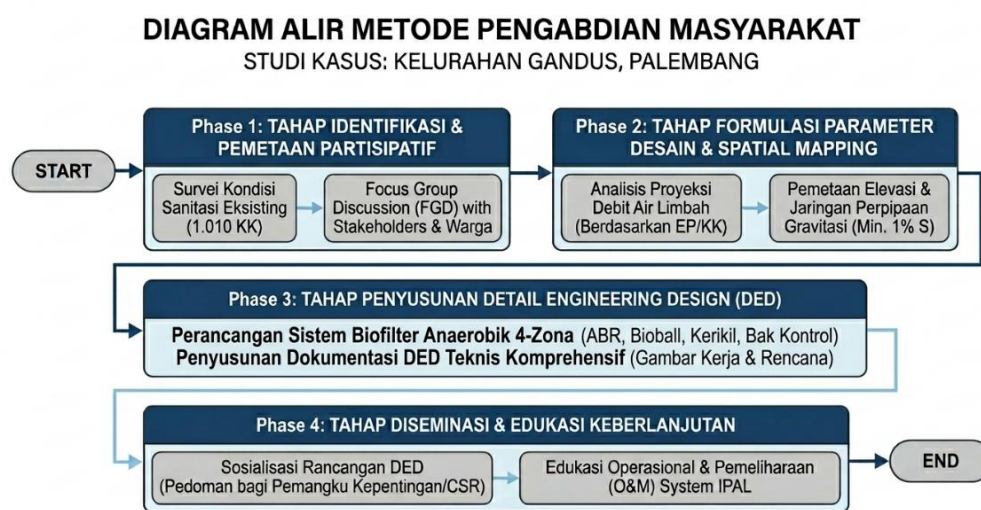 DIAGRAM ALIR METODE PENGABDIAN MASYARAKAT
STUDI KASUS: KELURAHAN GANDUS, PALEMBANG
START
Phase 1: TAHAP IDENTIFIKASI &
PEMETAAN PARTISIPATIF
Survei Kondisi
Sanitasi Eksisting
(1.010 KK)
Focus Group
Discussion (FGD) with
Stakeholders & Warga
Phase 2: TAHAP FORMULASI PARAMETER
DESAIN & SPATIAL MAPPING
Analisis Proyeksi
Debit Air Limbah
(Berdasarkan EP/KK)
Pemetaan Elevasi &
Jaringan Perpipaan
Gravitasi (Min. 1% S)
Phase 3: TAHAP PENYUSUNAN DETAIL ENGINEERING DESIGN (DED)
Perancangan Sistem Biofilter Anaerobik 4-Zona (ABR, Bioball, Kerikil, Bak Kontrol)
Penyusunan Dokumentasi DED Teknis Komprehensif (Gambar Kerja & Rencana)
Phase 4: TAHAP DISEMINASI & EDUKASI KEBERLANJUTAN
Sosialisasi Rancangan DED
(Pedoman bagi Pemangku Kepentingan/CSR)
Edukasi Operasional & Pemeliharaan
(O&M) System IPAL
END